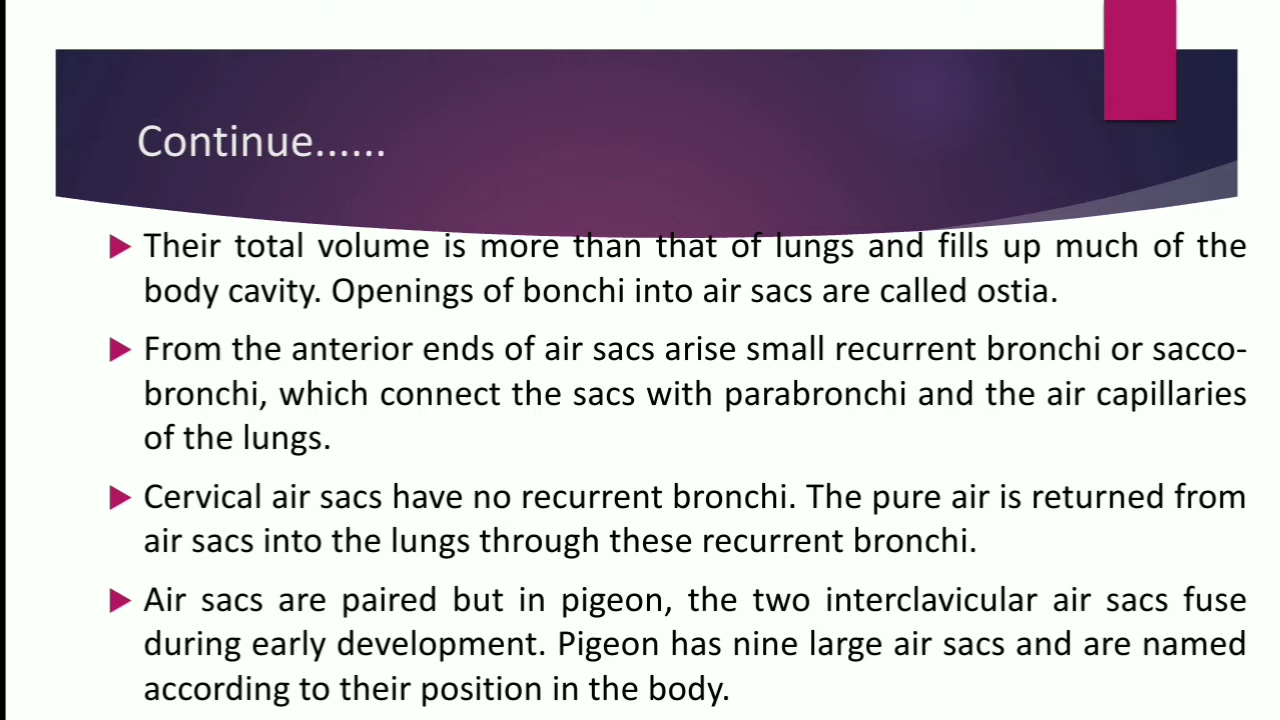 Continue......
Their total volume is more than that of lungs and fills up much of the
body cavity. Openings of bonchi into air sacs are called ostia.
From the anterior ends of air sacs arise small recurrent bronchi or sacco-
bronchi, which connect the sacs with parabronchi and the air capillaries
of the lungs.
Cervical air sacs have no recurrent bronchi. The pure air is returned from
air sacs into the lungs through these recurrent bronchi.
Air sacs are paired but in pigeon, the two interclavicular air sacs fuse
during early development. Pigeon has nine large air sacs and are named
according to their position in the body.